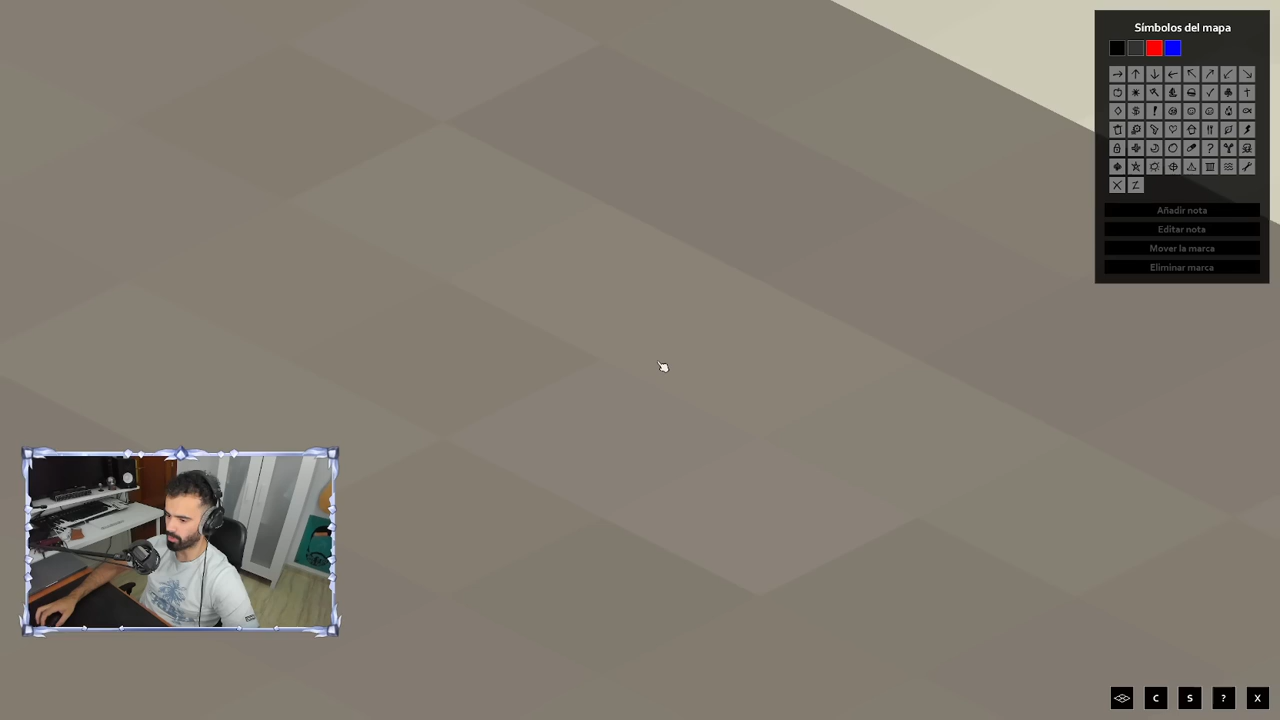 Símbolos del mapa
Añadir nota
Editar nota
Mover la marca
Eliminar marca
C S ? X